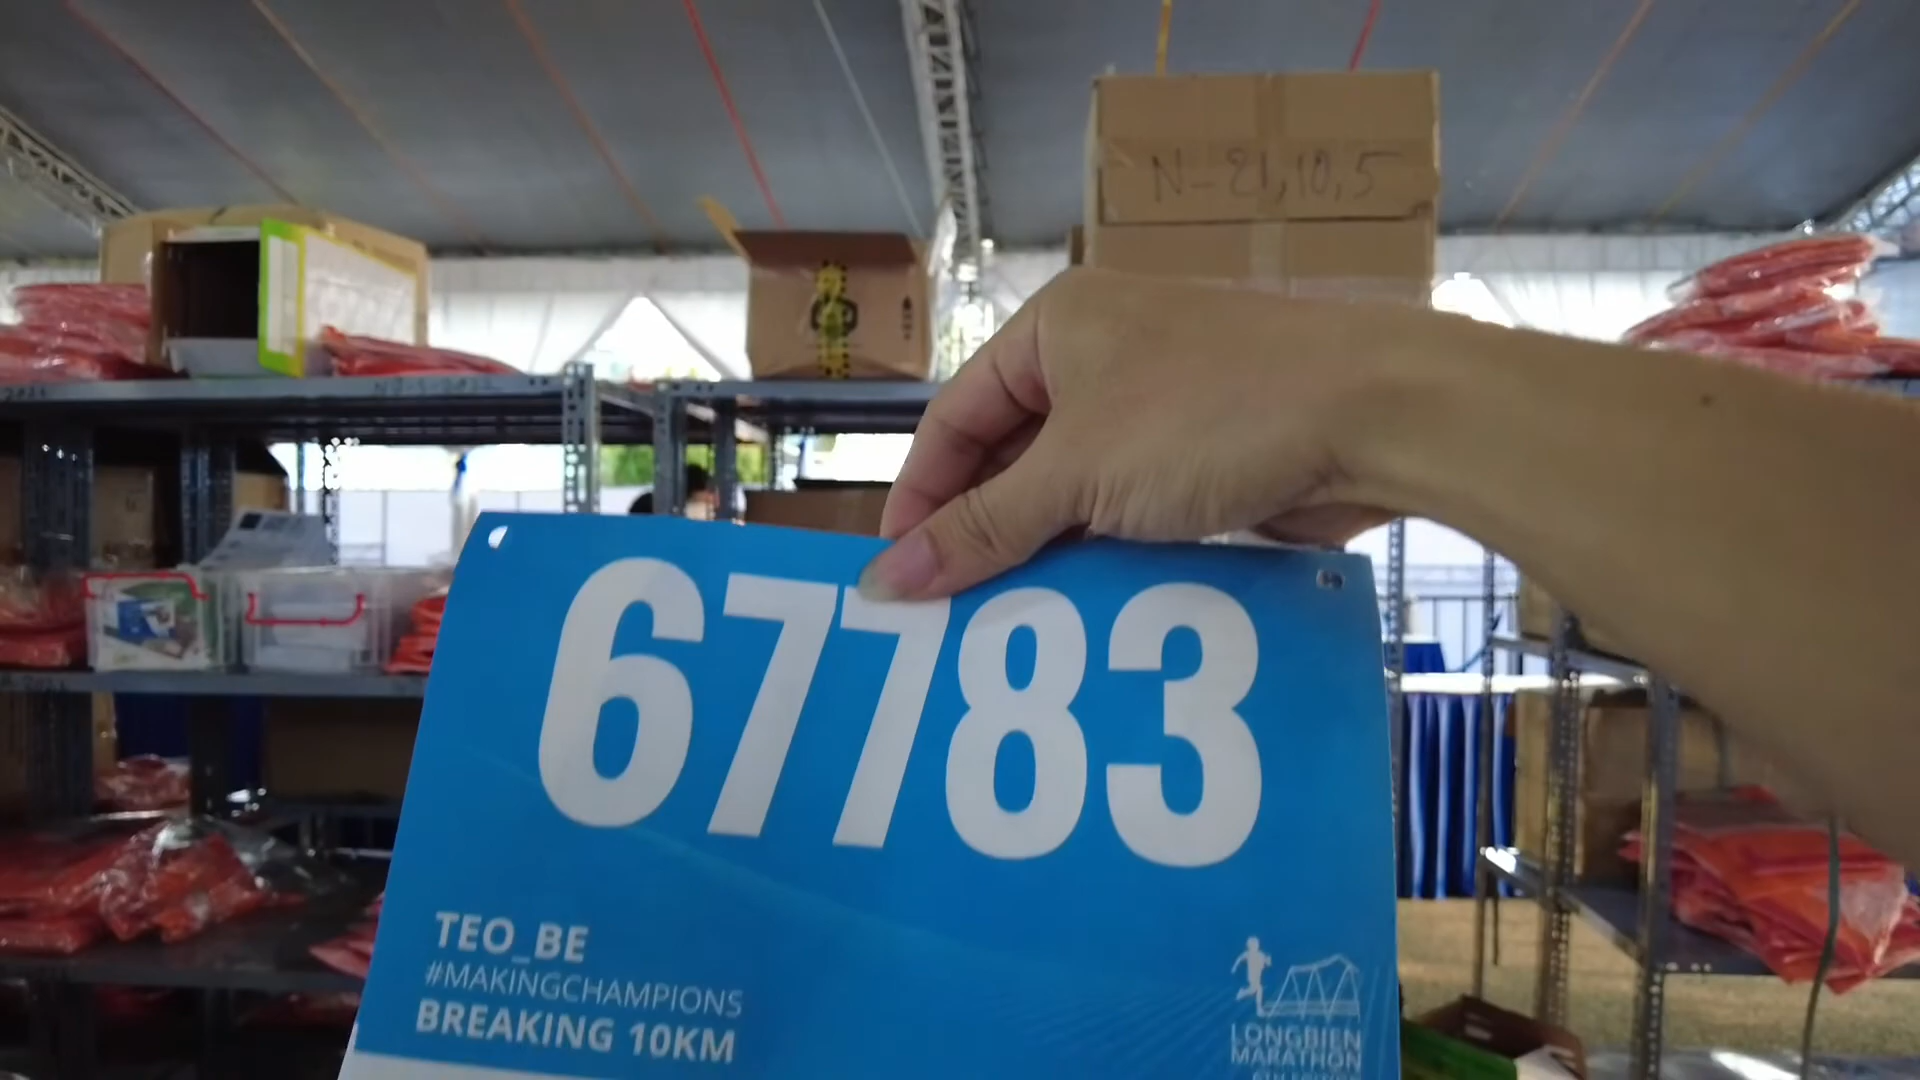 N-21,10,5
67783
TEO_BE
#MAKINGCHAMPIONS
BREAKING 10KM
LONGBIEN
MARATHON